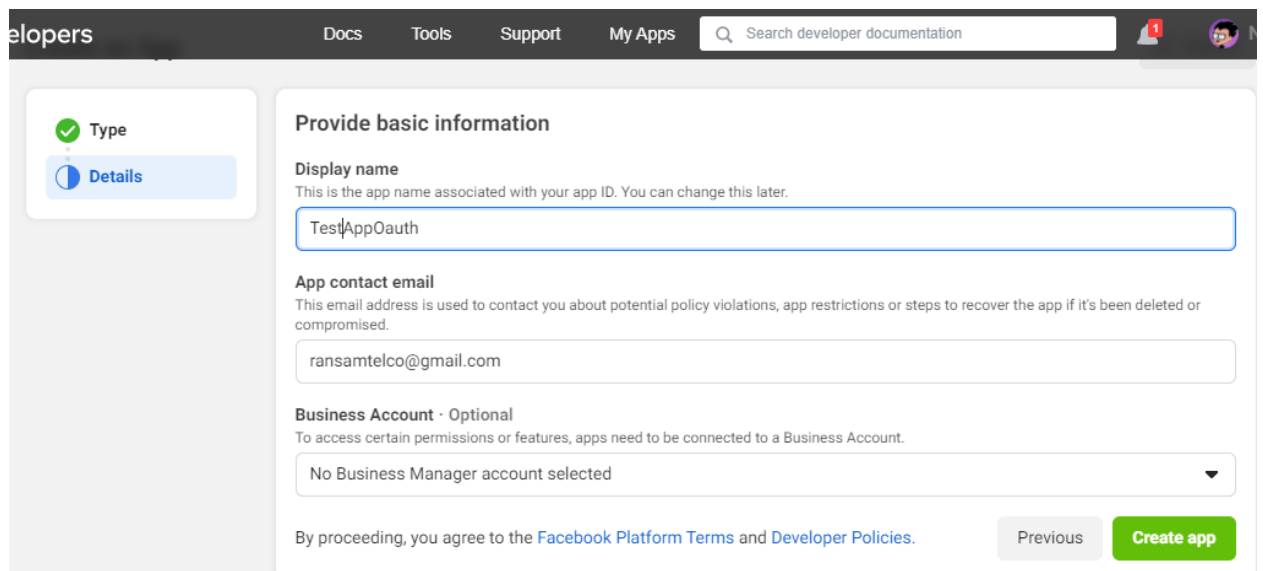 elopers Docs Tools Support My Apps Search developer documentation 1
Type
Details
Provide basic information
Display name
This is the app name associated with your app ID. You can change this later.
TestAppOauth
App contact email
This email address is used to contact you about potential policy violations, app restrictions or steps to recover the app if it's been deleted or
compromised.
ransamtelco@gmail.com
Business Account · Optional
To access certain permissions or features, apps need to be connected to a Business Account.
No Business Manager account selected
By proceeding, you agree to the Facebook Platform Terms and Developer Policies. Previous Create app